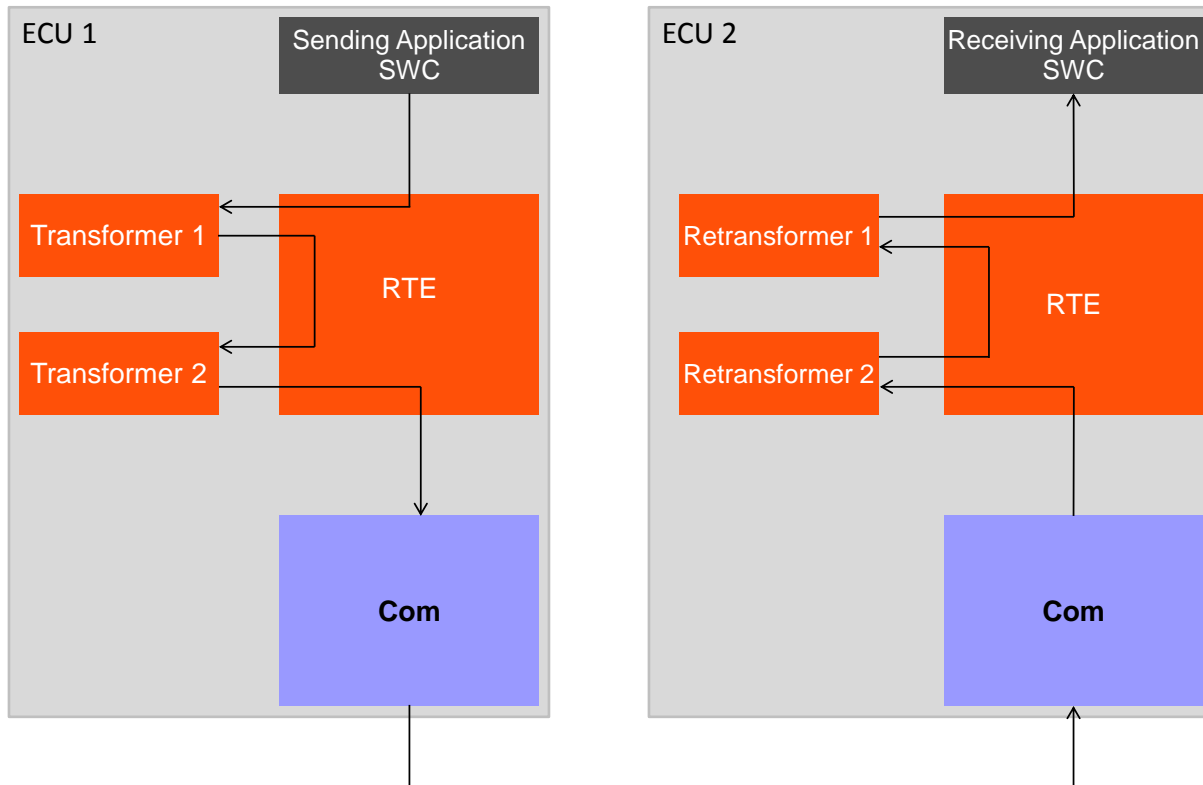 ECU 1
Sending Application
SWC
Transformer 1
RTE
Transformer 2
Com
ECU 2
Receiving Application
SWC
Retransformer 1
RTE
Retransformer 2
Com